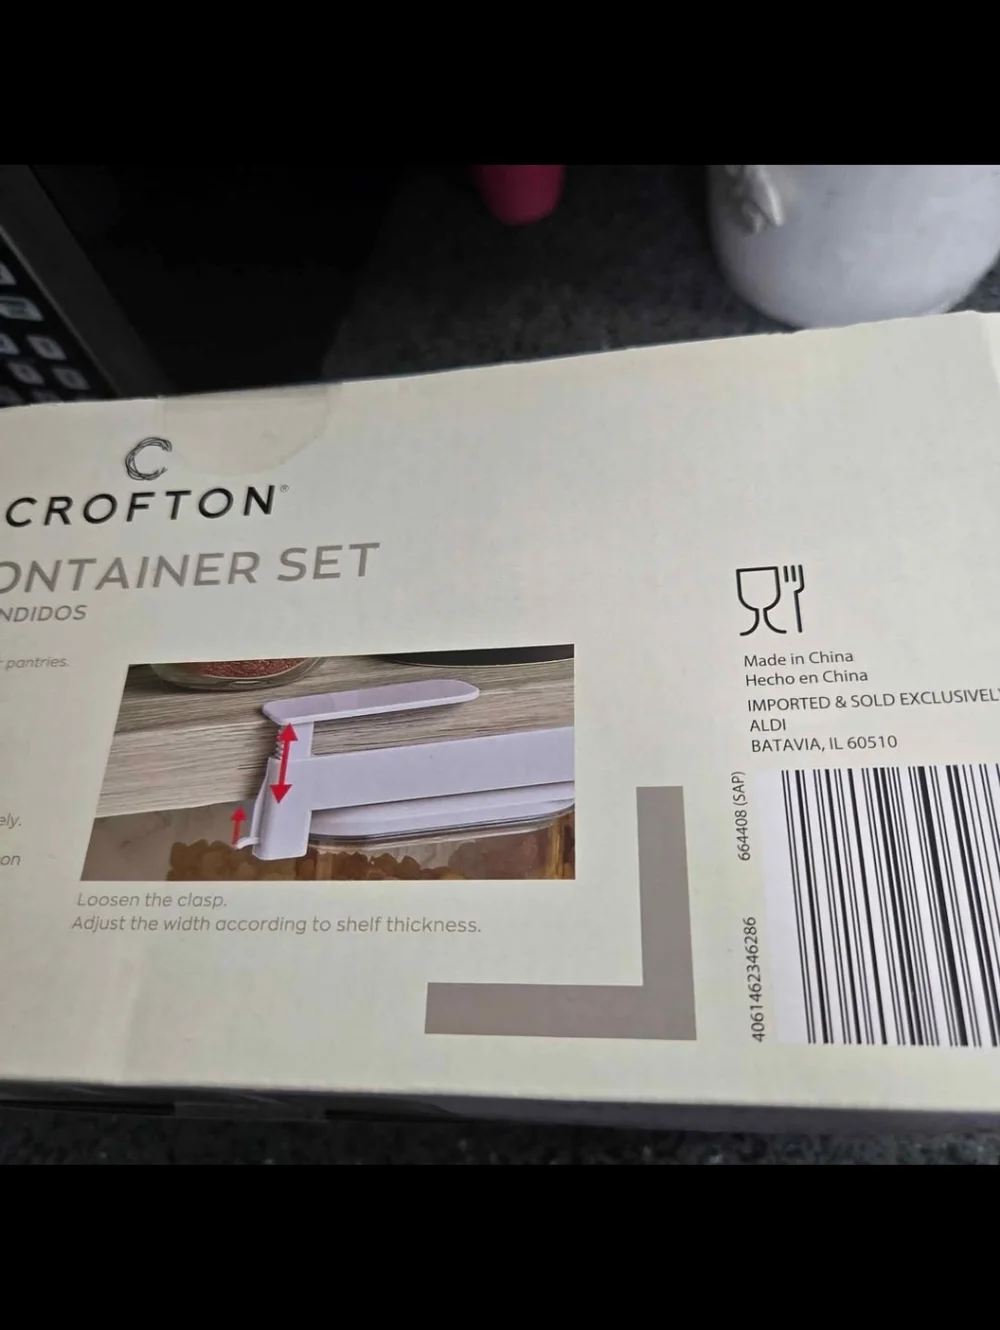 CROFTON®
ONTAINER SET
NDIDOS
pantries.
ely.
on
Loosen the clasp.
Adjust the width according to shelf thickness.
Made in China
Hecho en China
IMPORTED & SOLD EXCLUSIVELY
ALDI
BATAVIA, IL 60510
664408 (SAP)
4061462346286